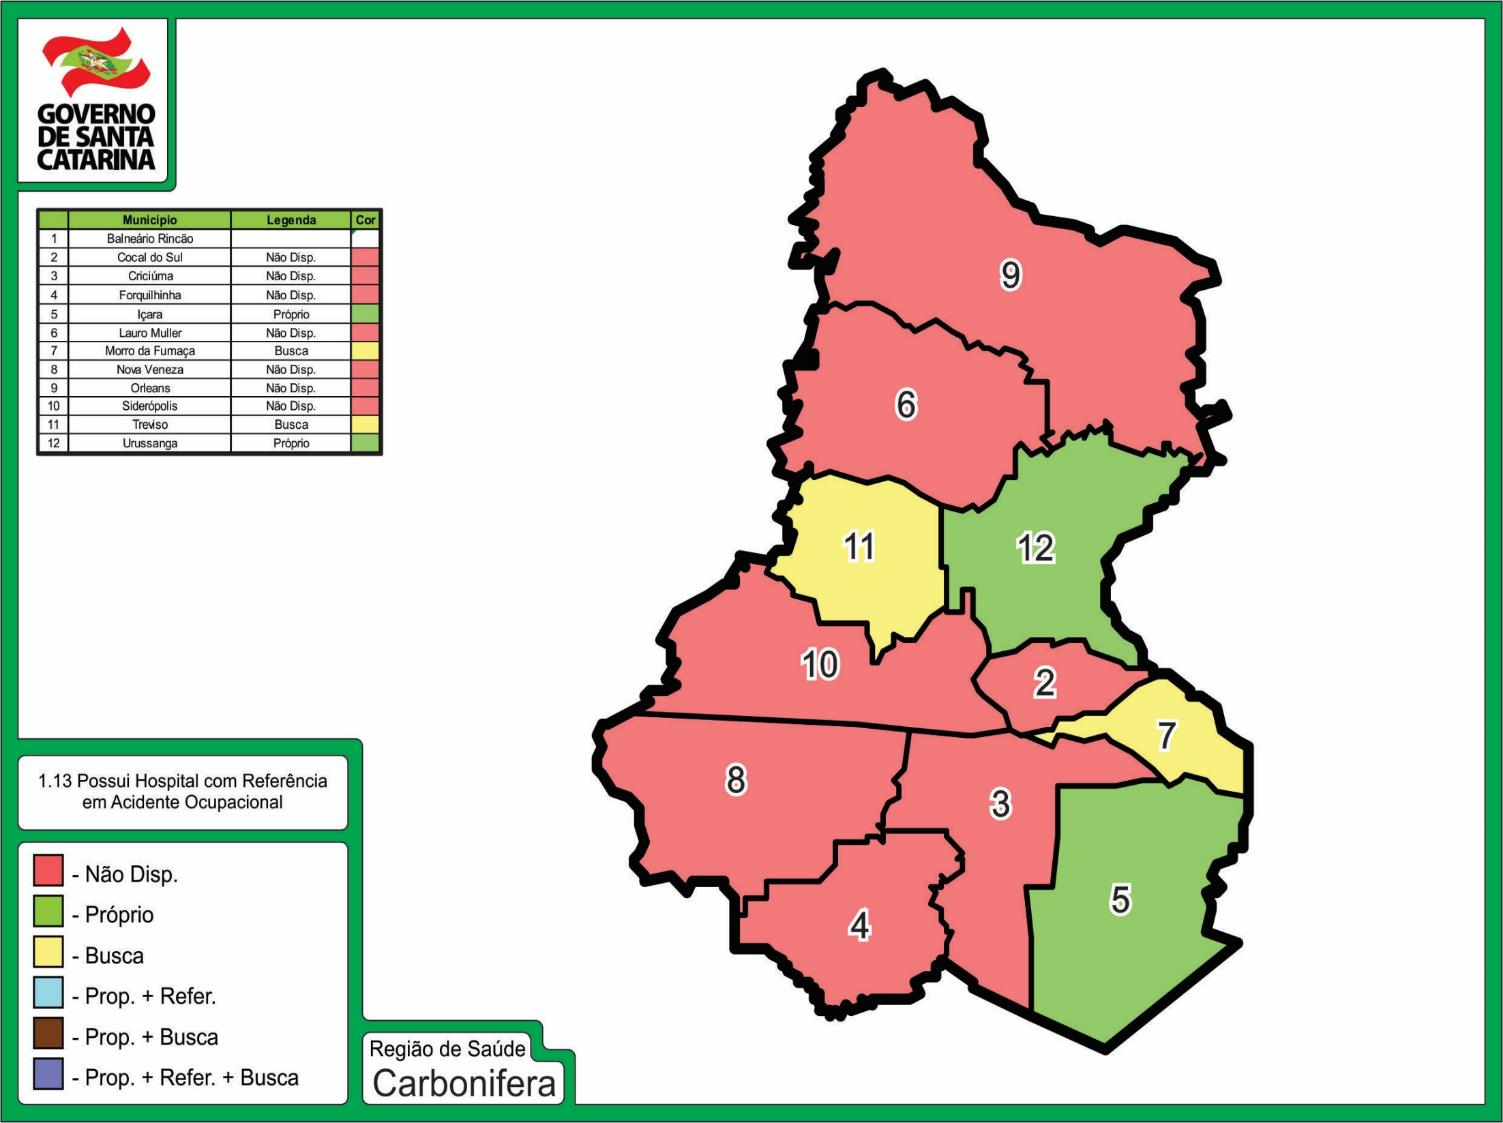 GOVERNO
DE SANTA
CATARINA
Município Legenda Cor
1 Balneário Rincão
2 Cocal do Sul Não Disp.
3 Criciúma Não Disp.
4 Forquilhinha Não Disp.
5 Içara Próprio
6 Lauro Muller Não Disp.
7 Morro da Fumaça Busca
8 Nova Veneza Não Disp.
9 Orleans Não Disp.
10 Siderópolis Não Disp.
11 Treviso Busca
12 Urussanga Próprio
9
6
11
12
10
2
7
8
3
5
4
1.13 Possui Hospital com Referência
em Acidente Ocupacional
- Não Disp.
- Próprio
- Busca
- Prop. + Refer.
- Prop. + Busca
- Prop. + Refer. + Busca
Região de Saúde
Carbonifera